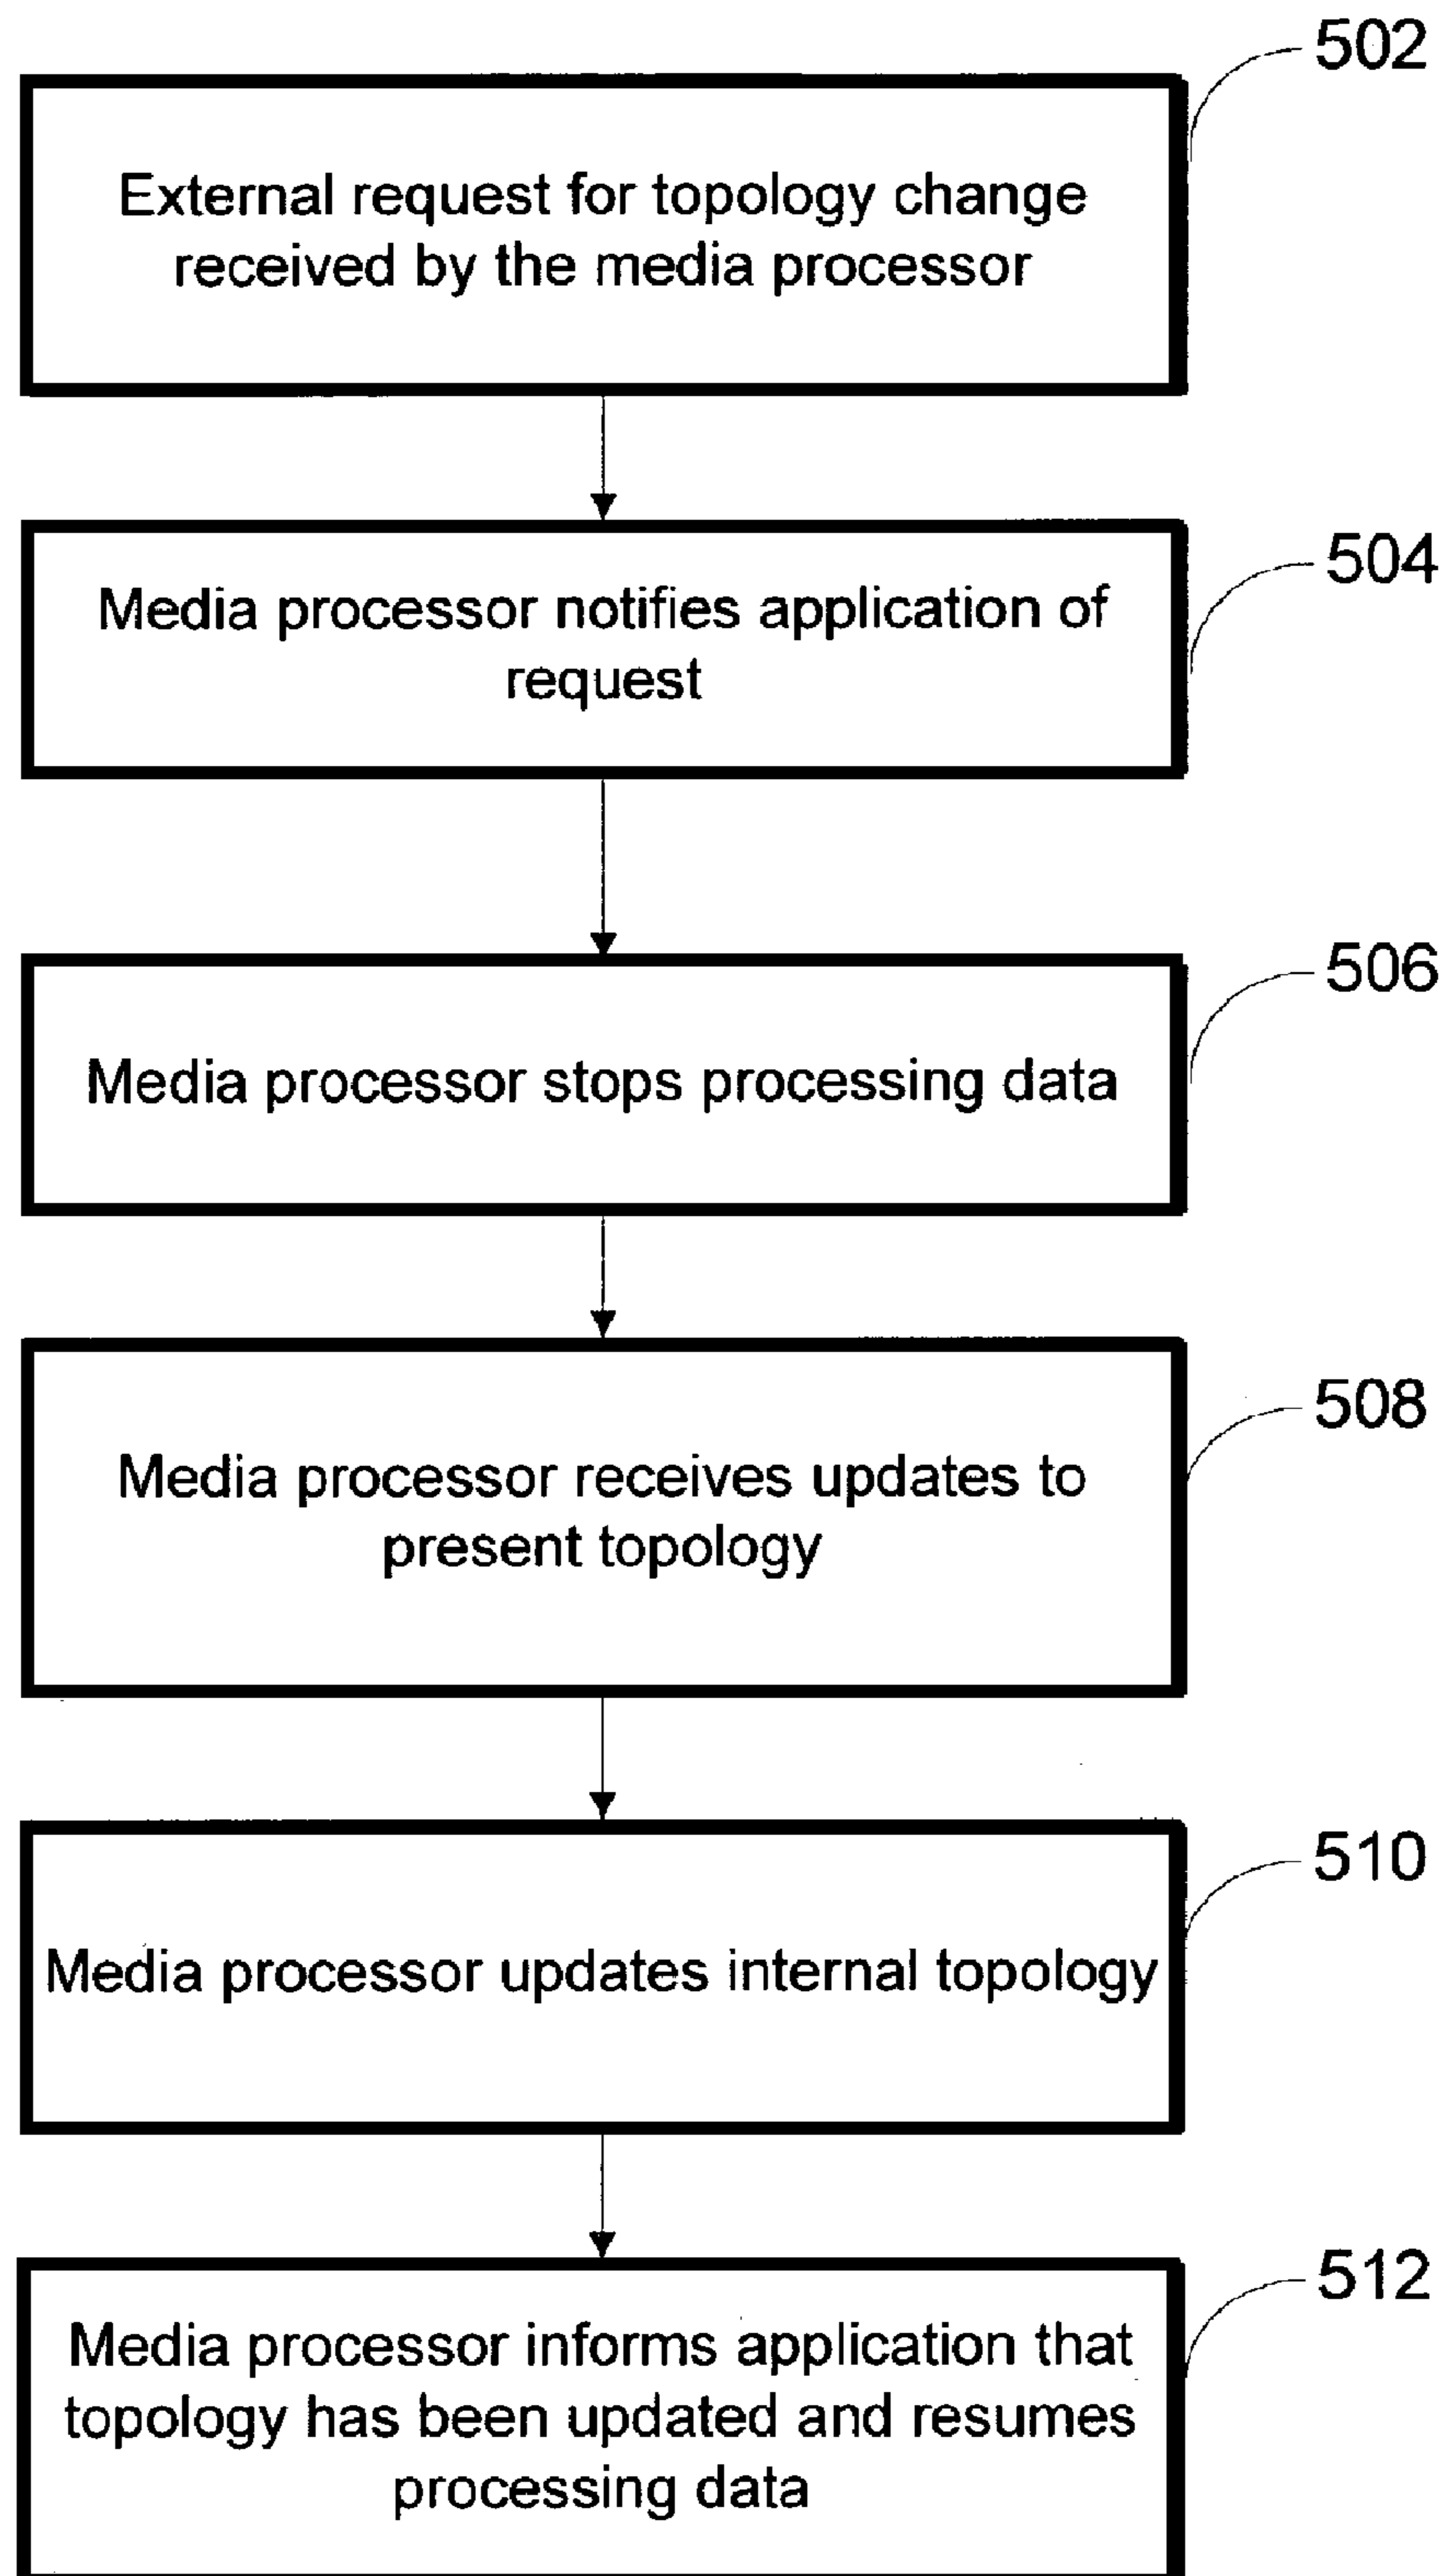 502
External request for topology change
received by the media processor
504
Media processor notifies application of
request
506
Media processor stops processing data
508
Media processor receives updates to
present topology
510
Media processor updates internal topology
512
Media processor informs application that
topology has been updated and resumes
processing data